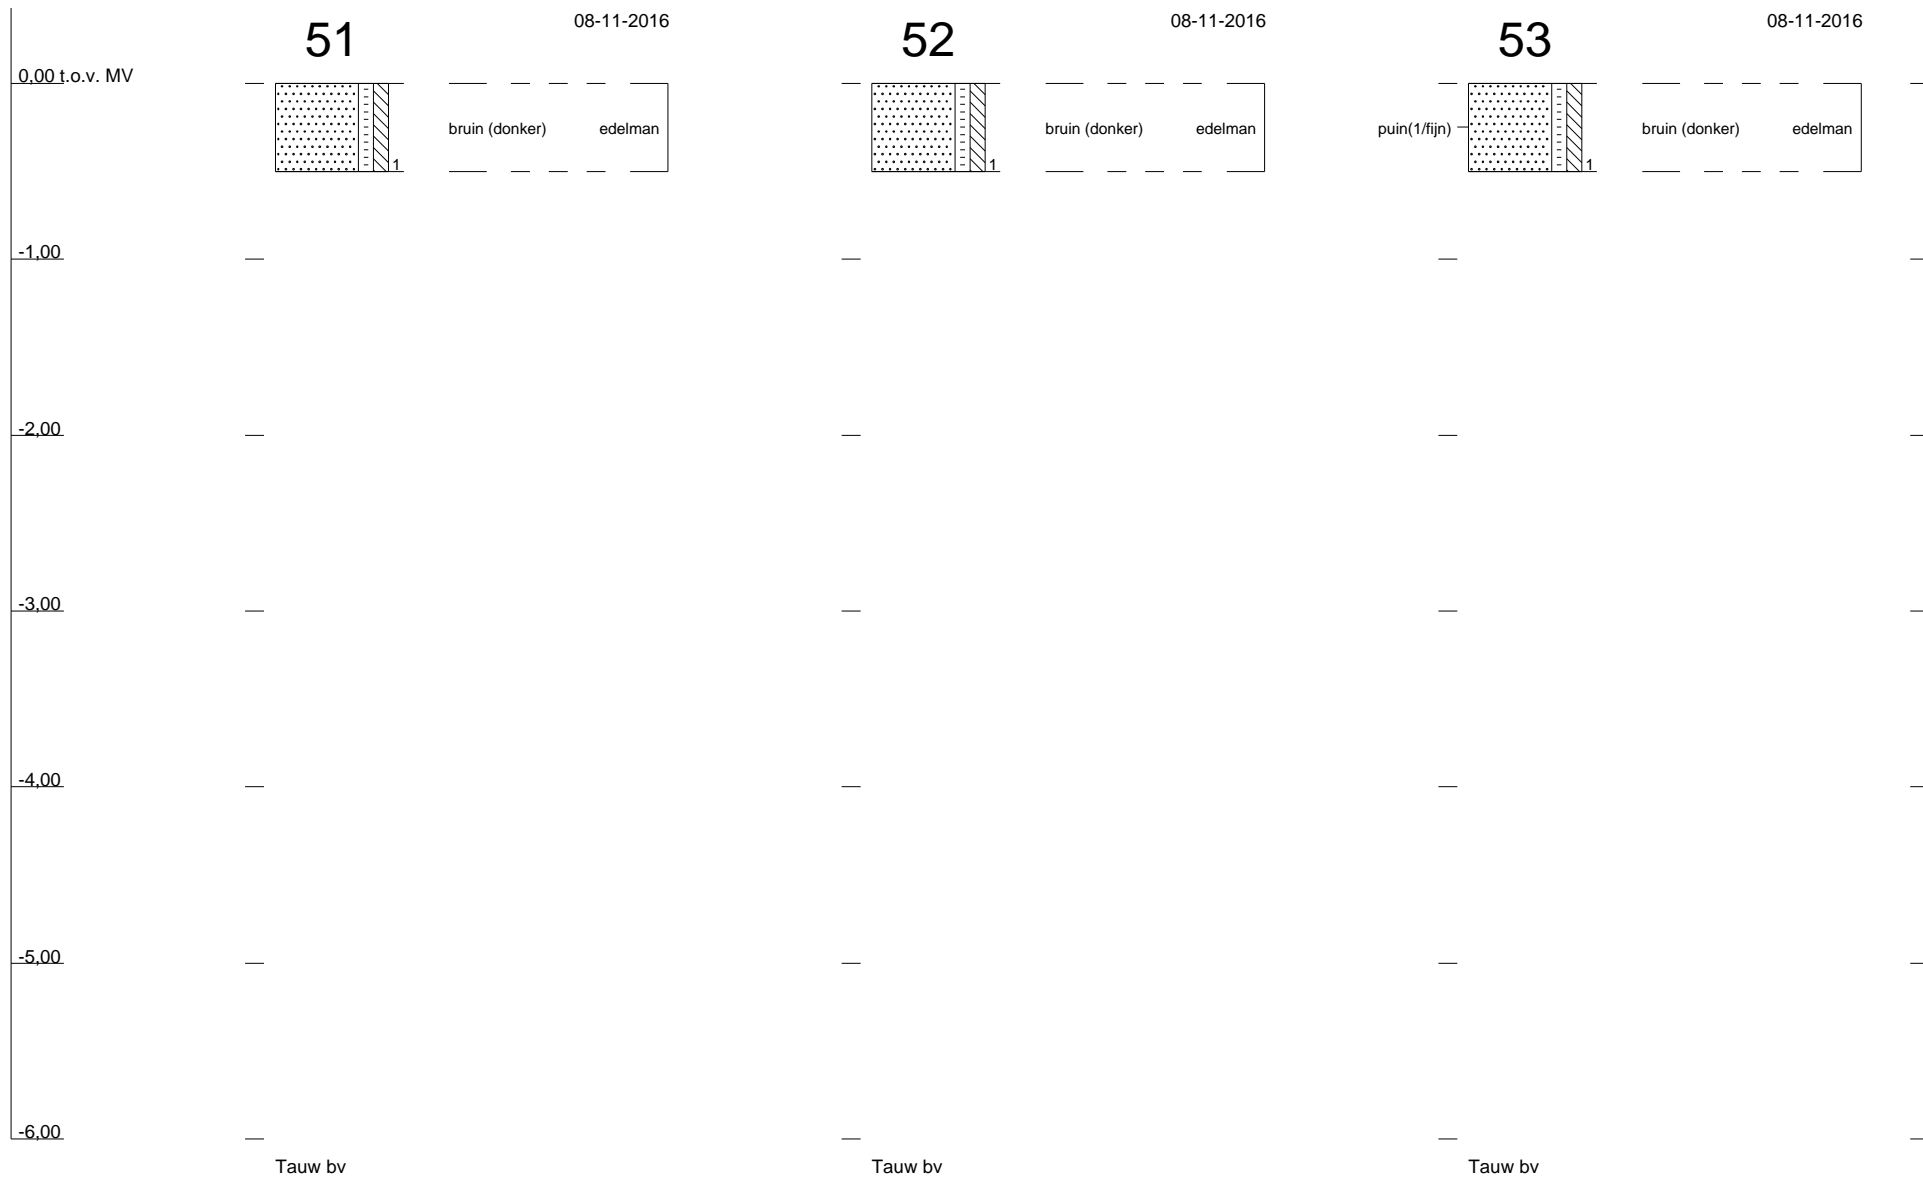 51
08-11-2016
52
08-11-2016
53
08-11-2016
0,00 t.o.v. MV
bruin (donker)
edelman
1
bruin (donker)
edelman
1
puin(1/fijn)
bruin (donker)
edelman
1
-1,00
-2,00
-3,00
-4,00
-5,00
-6,00
Tauw bv
Tauw bv
Tauw bv